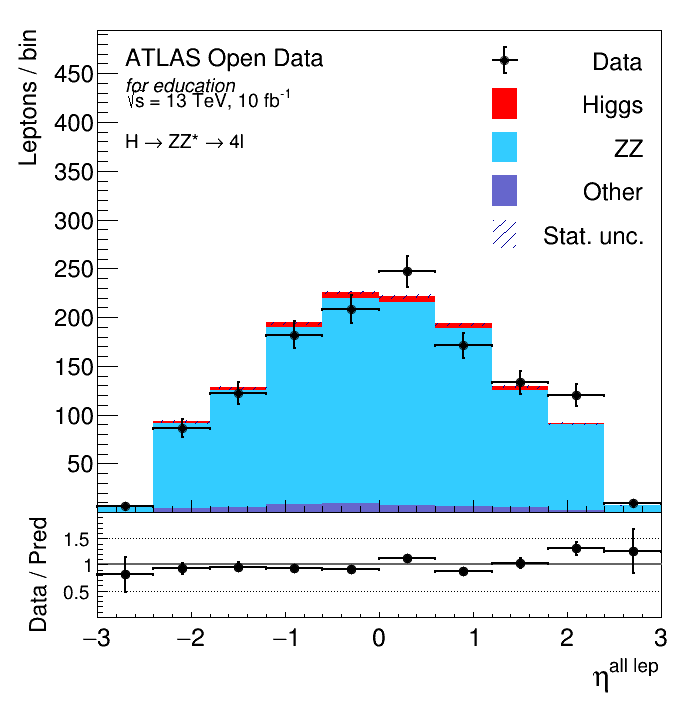 Leptons / bin
ATLAS Open Data
for education
√s = 13 TeV, 10 fb⁻¹
H → ZZ* → 4l
Data
Higgs
ZZ
Other
Stat. unc.
450
400
350
300
250
200
150
100
50
Data / Pred
1.5
1
0.5
−3 −2 −1 0 1 2 3
η^all lep